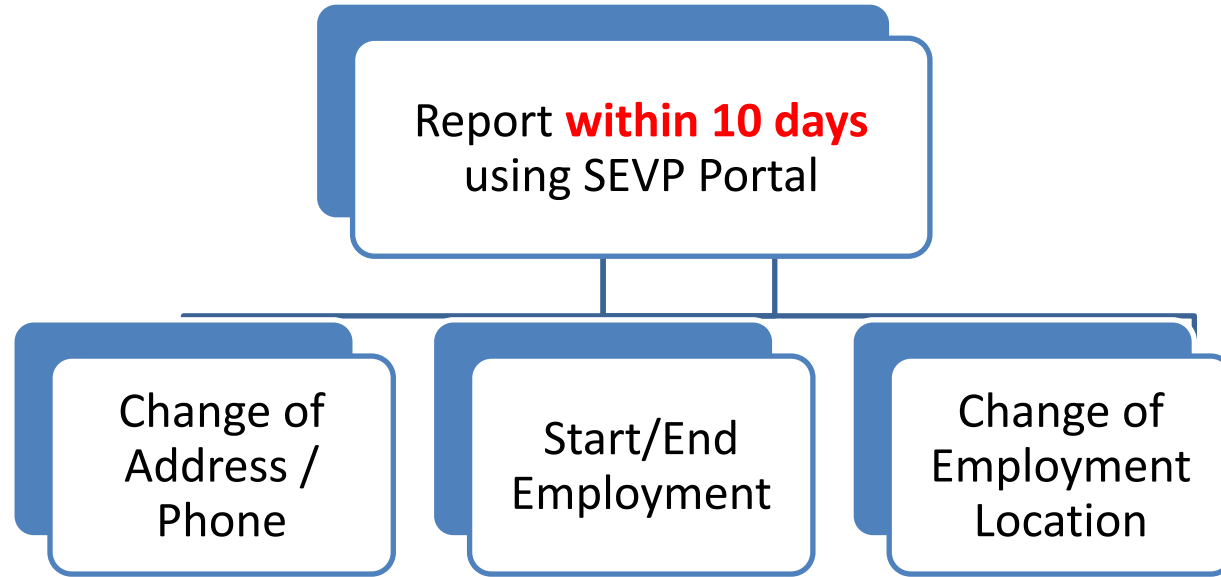 Report within 10 days
using SEVP Portal
Change of
Address /
Phone
Start/End
Employment
Change of
Employment
Location